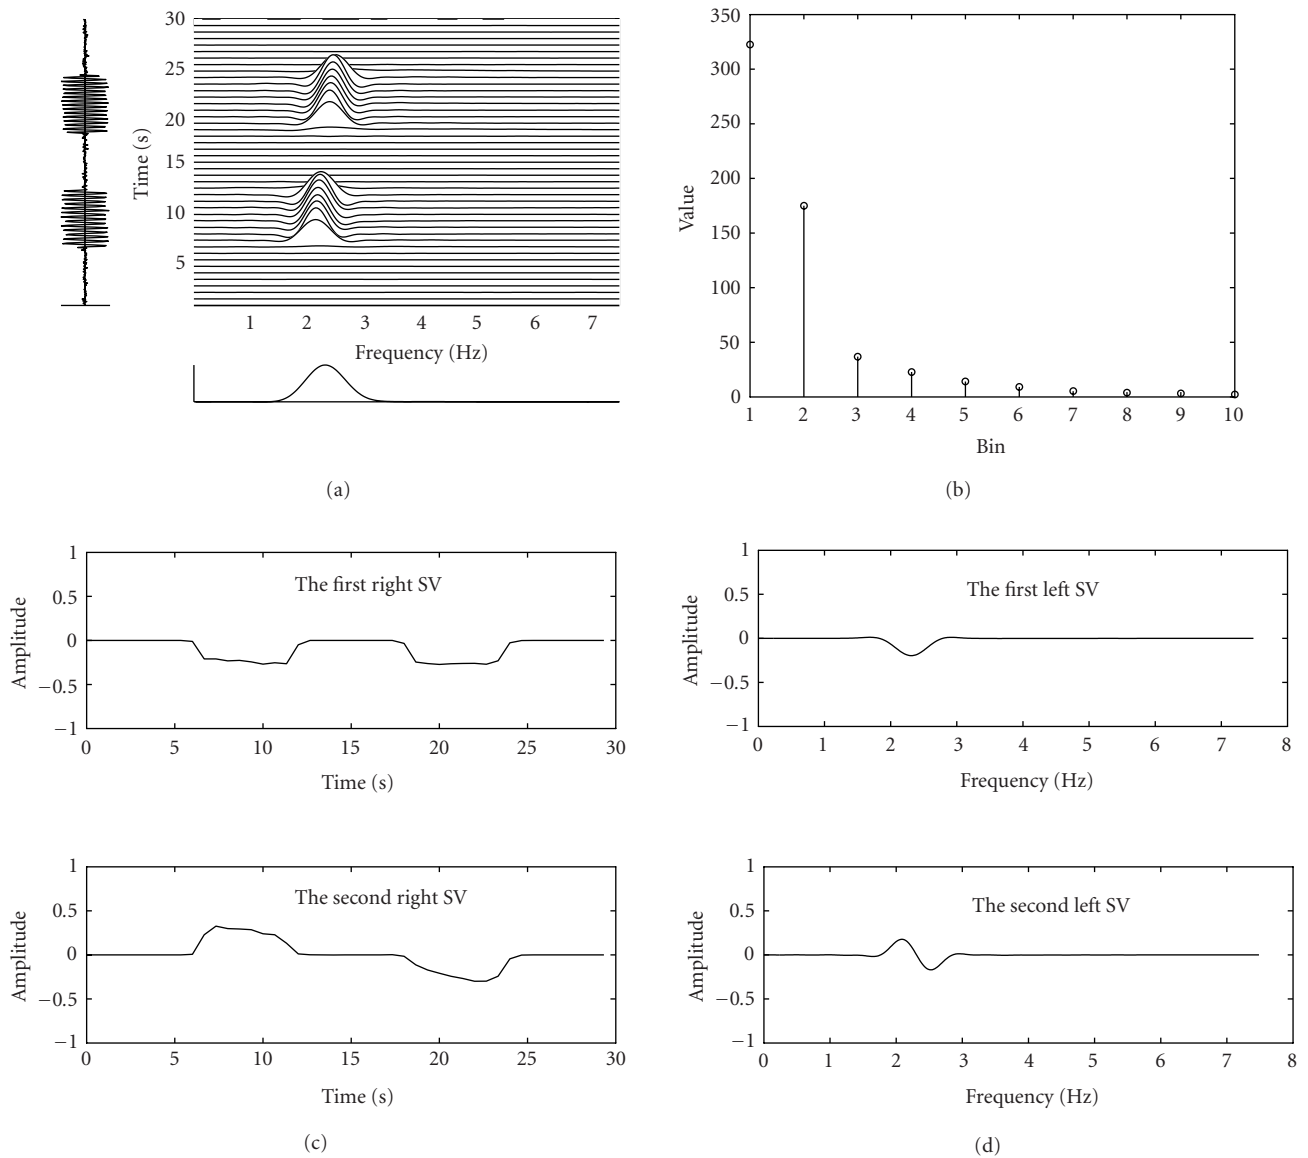 30
25
20
15
10
5
Time (s)
1 2 3 4 5 6 7
Frequency (Hz)
(a)
350
300
250
200
150
100
50
0
Value
1 2 3 4 5 6 7 8 9 10
Bin
(b)
1
0.5
0
−0.5
−1
Amplitude
The first right SV
0 5 10 15 20 25 30
Time (s)
1
0.5
0
−0.5
−1
Amplitude
The first left SV
0 1 2 3 4 5 6 7 8
Frequency (Hz)
1
0.5
0
−0.5
−1
Amplitude
The second right SV
0 5 10 15 20 25 30
Time (s)
(c)
1
0.5
0
−0.5
−1
Amplitude
The second left SV
0 1 2 3 4 5 6 7 8
Frequency (Hz)
(d)